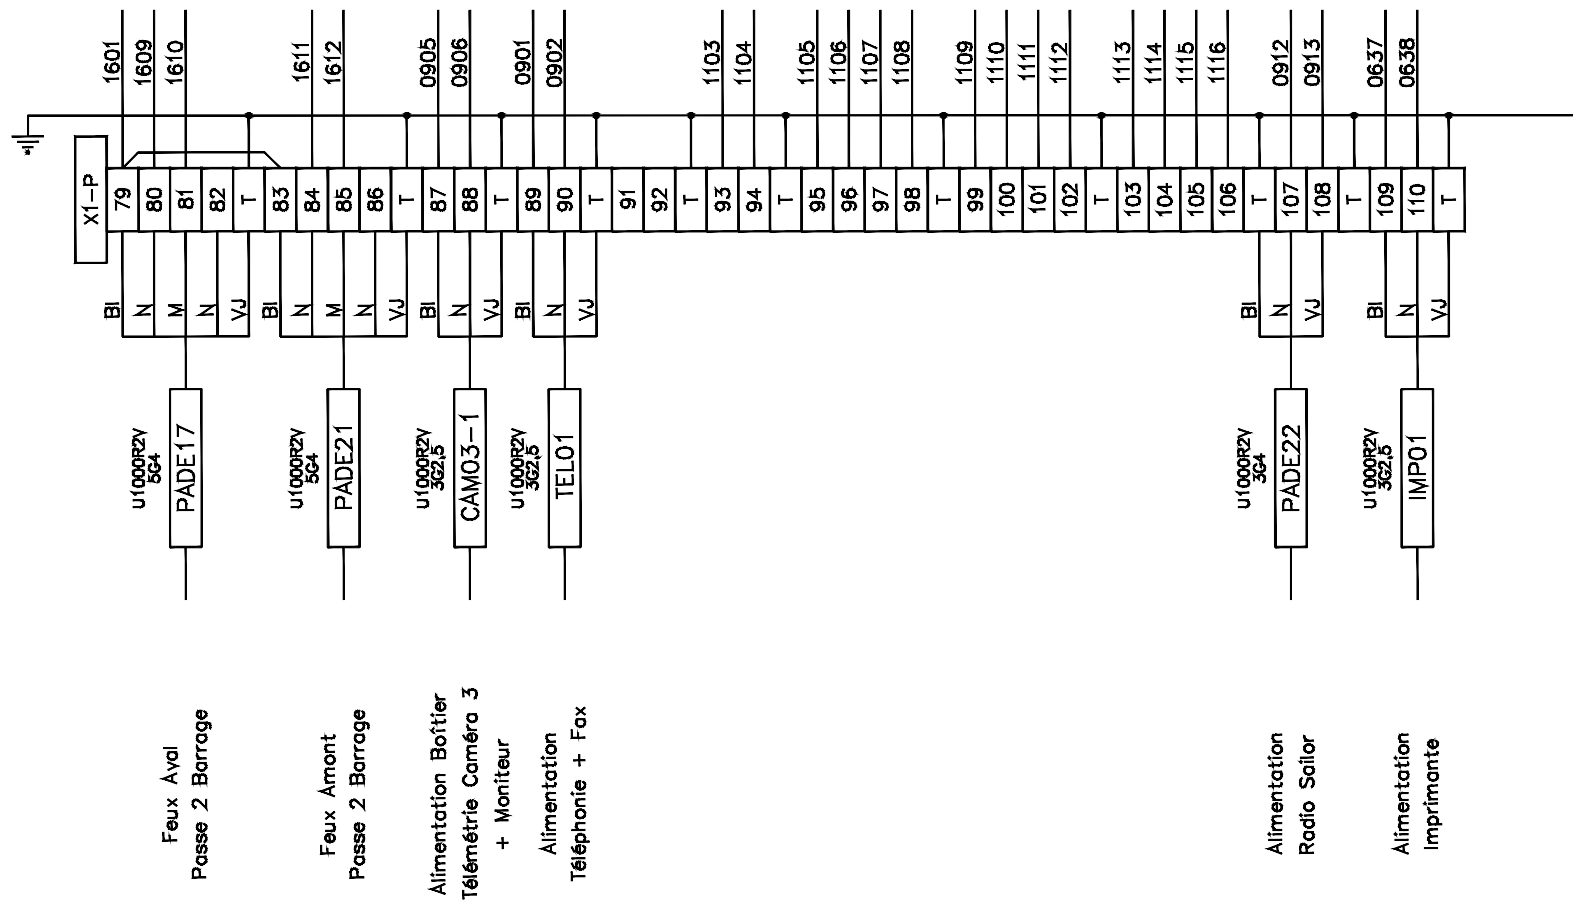 1601
1609
1610
1611
1612
0905
0906
0901
0902
1103
1104
1105
1106
1107
1108
1109
1110
1111
1112
1113
1114
1115
1116
0912
0913
0637
0638
X1-P
79
80
81
82
T
83
84
85
86
T
87
88
T
89
90
T
91
92
T
93
94
T
95
96
97
98
T
99
100
101
102
T
103
104
105
106
T
107
108
T
109
110
T
Bl
N
M
N
VJ
Bl
N
M
N
VJ
Bl
N
VJ
Bl
N
VJ
Bl
N
VJ
Bl
N
VJ
U1000R2V
5G4
PADE17
U1000R2V
5G4
PADE21
U1000R2V
3G2,5
CAM03-1
U1000R2V
3G2,5
TEL01
U1000R2V
3G4
PADE22
U1000R2V
3G2,5
IMP01
Feux Aval
Passe 2 Barrage
Feux Amont
Passe 2 Barrage
Alimentation Boîtier
Télémétrie Caméra 3
+ Moniteur
Alimentation
Téléphonie + Fax
Alimentation
Radio Sailor
Alimentation
Imprimante